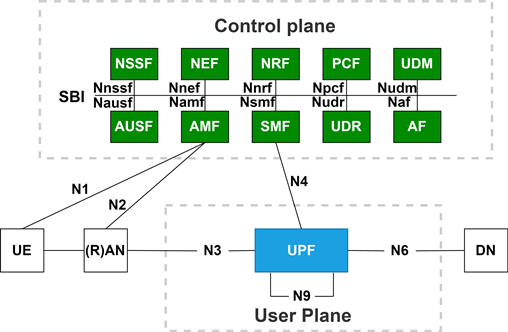 Control plane
NSSF NEF NRF PCF UDM
Nnssf Nnef Nnrf Npcf Nudm
SBI
Nausf Namf Nsmf Nudr Naf
AUSF AMF SMF UDR AF
N1
N2
N4
UE (R)AN N3 UPF N6 DN
N9
User Plane